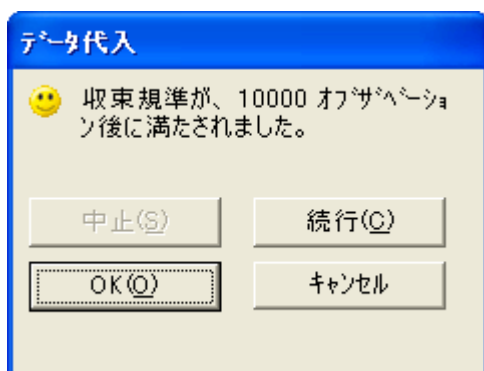 ﾃﾞｰﾀ代入
収束規準が、10000 ｵﾌﾞｻﾞﾍﾞｰｼｮ
ﾝ後に満たされました。
中止(S)
続行(C)
OK(O)
ｷｬﾝｾﾙ